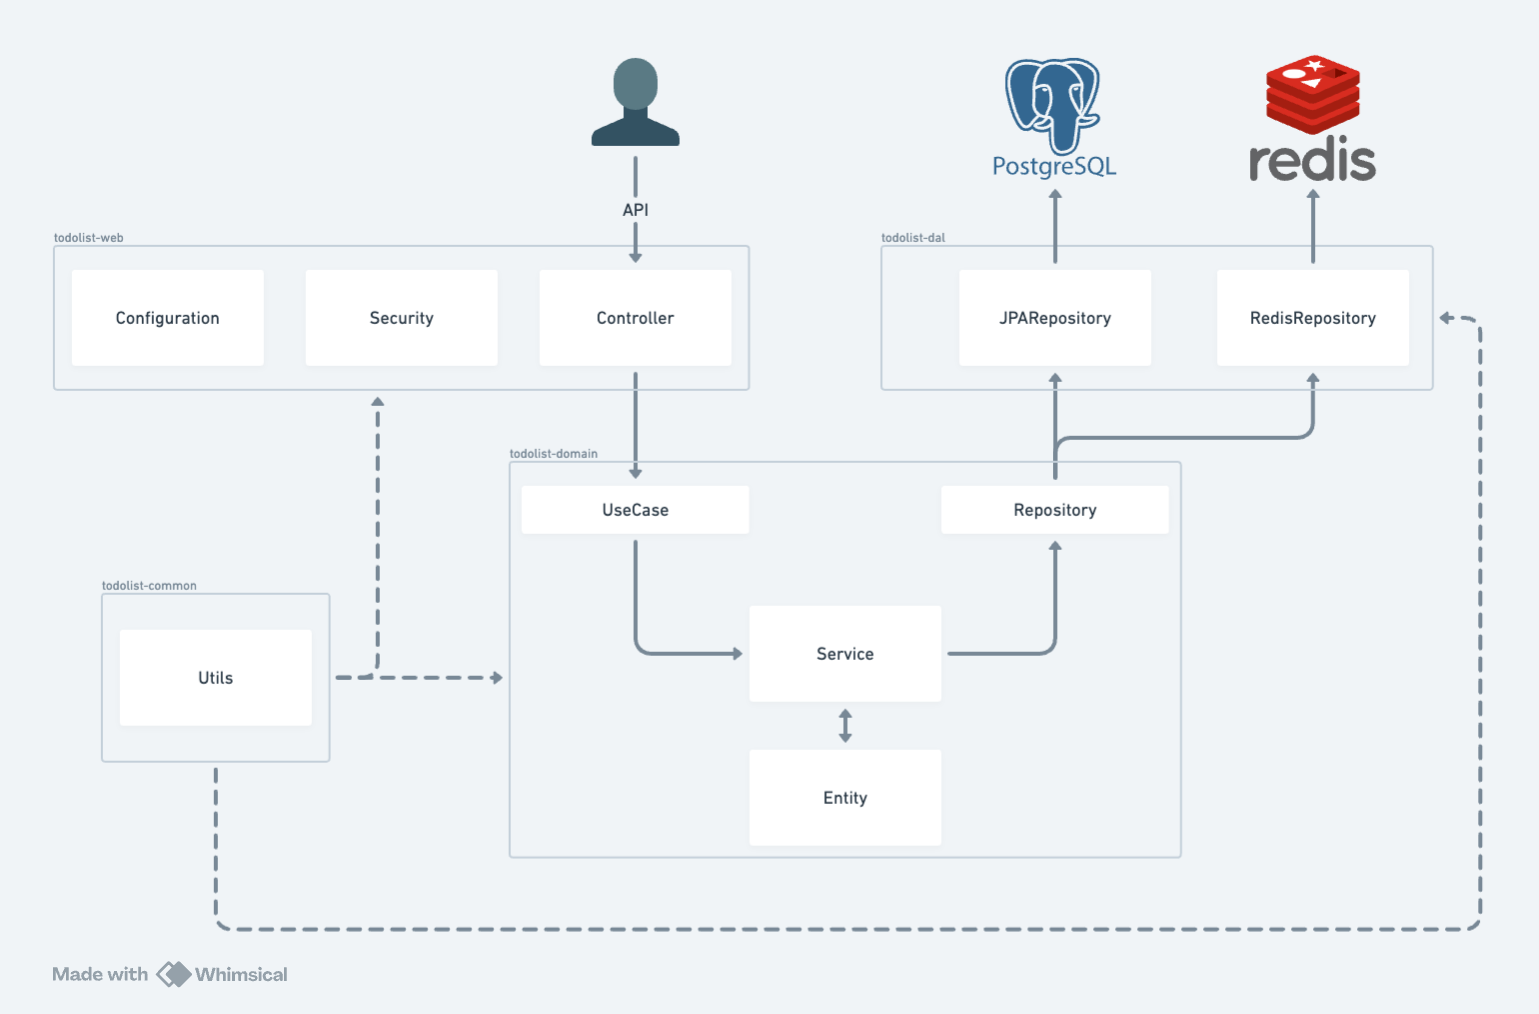 PostgreSQL
redis
API
todolist-web
Configuration
Security
Controller
todolist-dal
JPARepository
RedisRepository
todolist-domain
UseCase
Repository
Service
Entity
todolist-common
Utils
Made with Whimsical